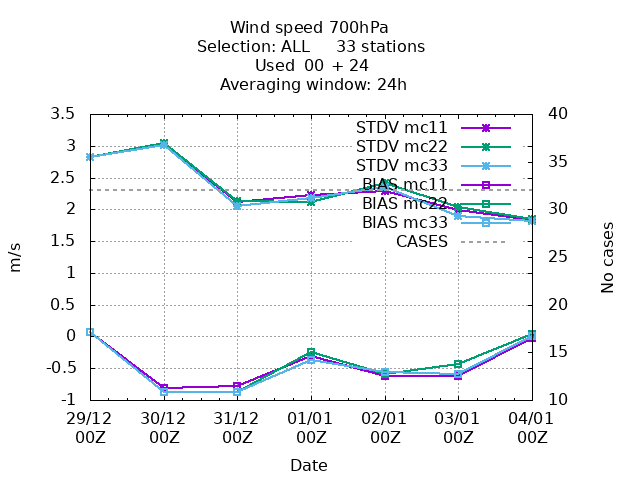 Wind speed 700hPa
Selection: ALL 33 stations
Used 00 + 24
Averaging window: 24h
3.5
3
2.5
2
1.5
1
0.5
0
-0.5
-1
m/s
40
35
30
25
20
15
10
No cases
STDV mc11
STDV mc22
STDV mc33
BIAS mc11
BIAS mc22
BIAS mc33
CASES
29/12 30/12 31/12 01/01 02/01 03/01 04/01
00Z 00Z 00Z 00Z 00Z 00Z 00Z
Date